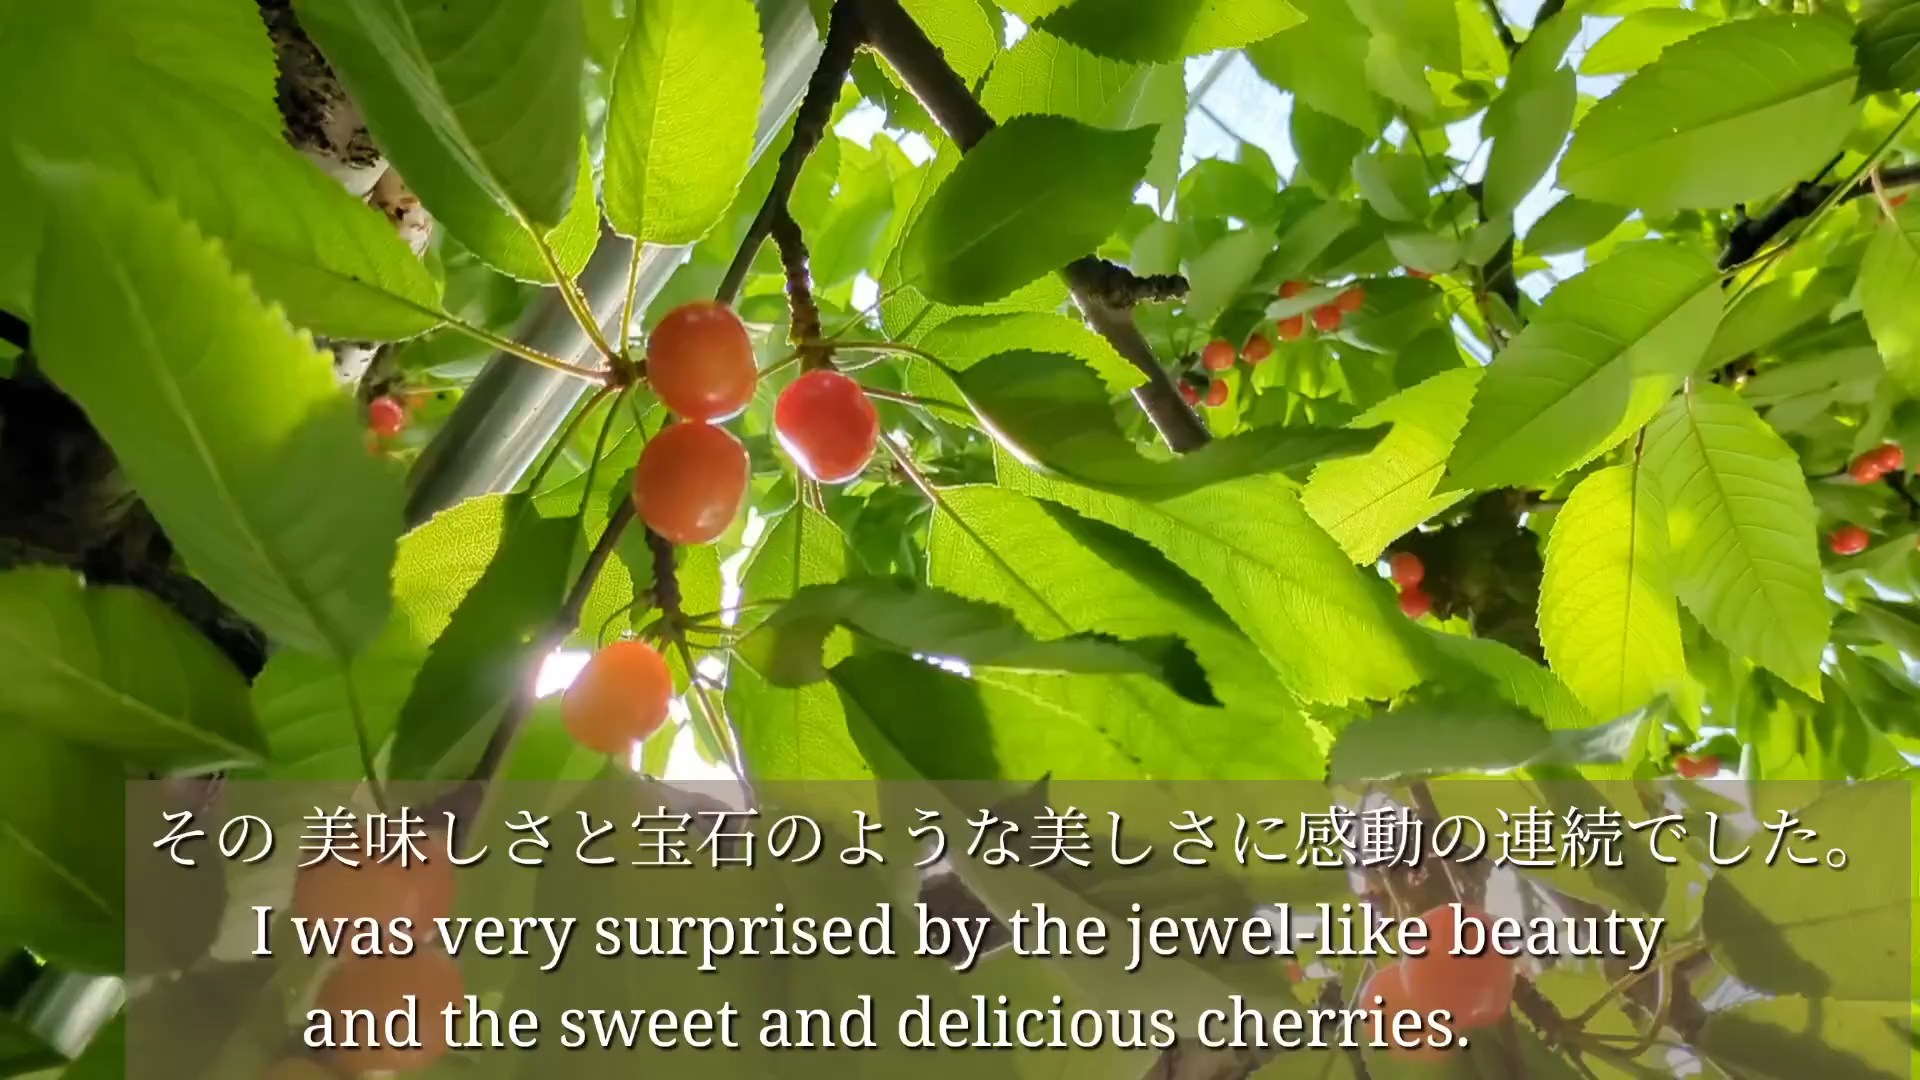 その 美味しさと宝石のような美しさに感動の連続でした。
I was very surprised by the jewel-like beauty
and the sweet and delicious cherries.